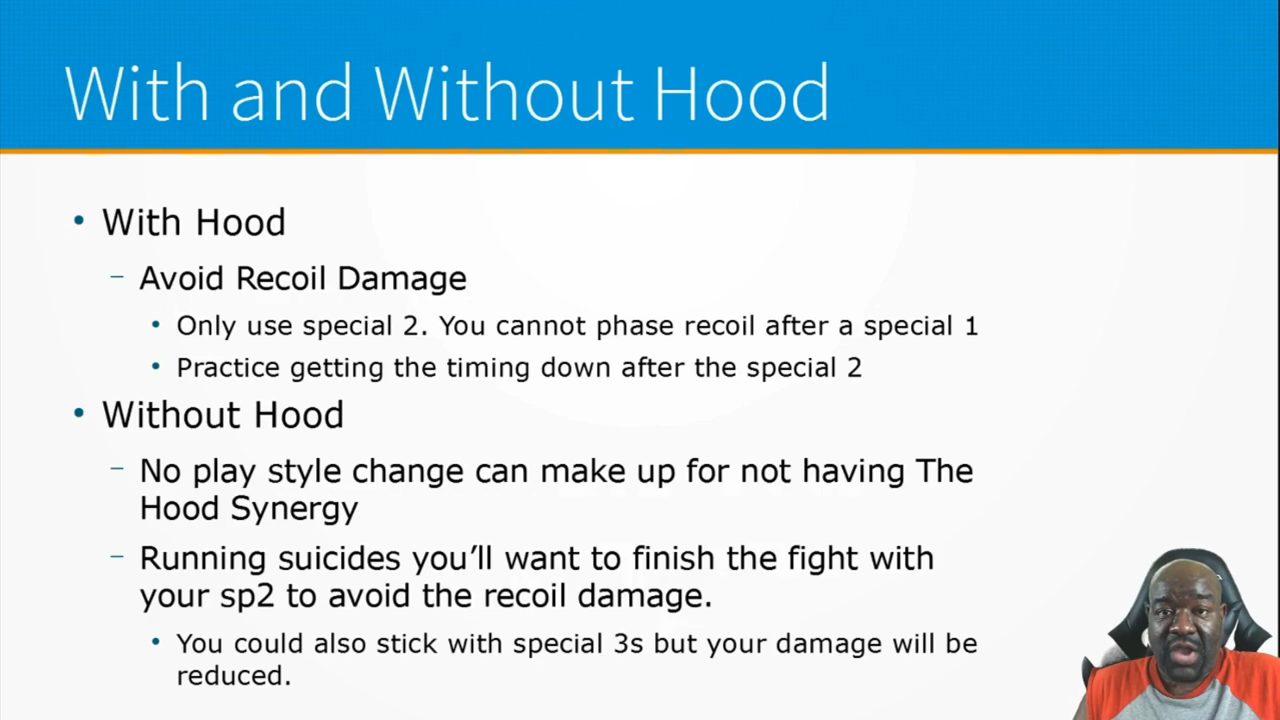 With and Without Hood
• With Hood
– Avoid Recoil Damage
• Only use special 2. You cannot phase recoil after a special 1
• Practice getting the timing down after the special 2
• Without Hood
– No play style change can make up for not having The
Hood Synergy
– Running suicides you’ll want to finish the fight with
your sp2 to avoid the recoil damage.
• You could also stick with special 3s but your damage will be
reduced.